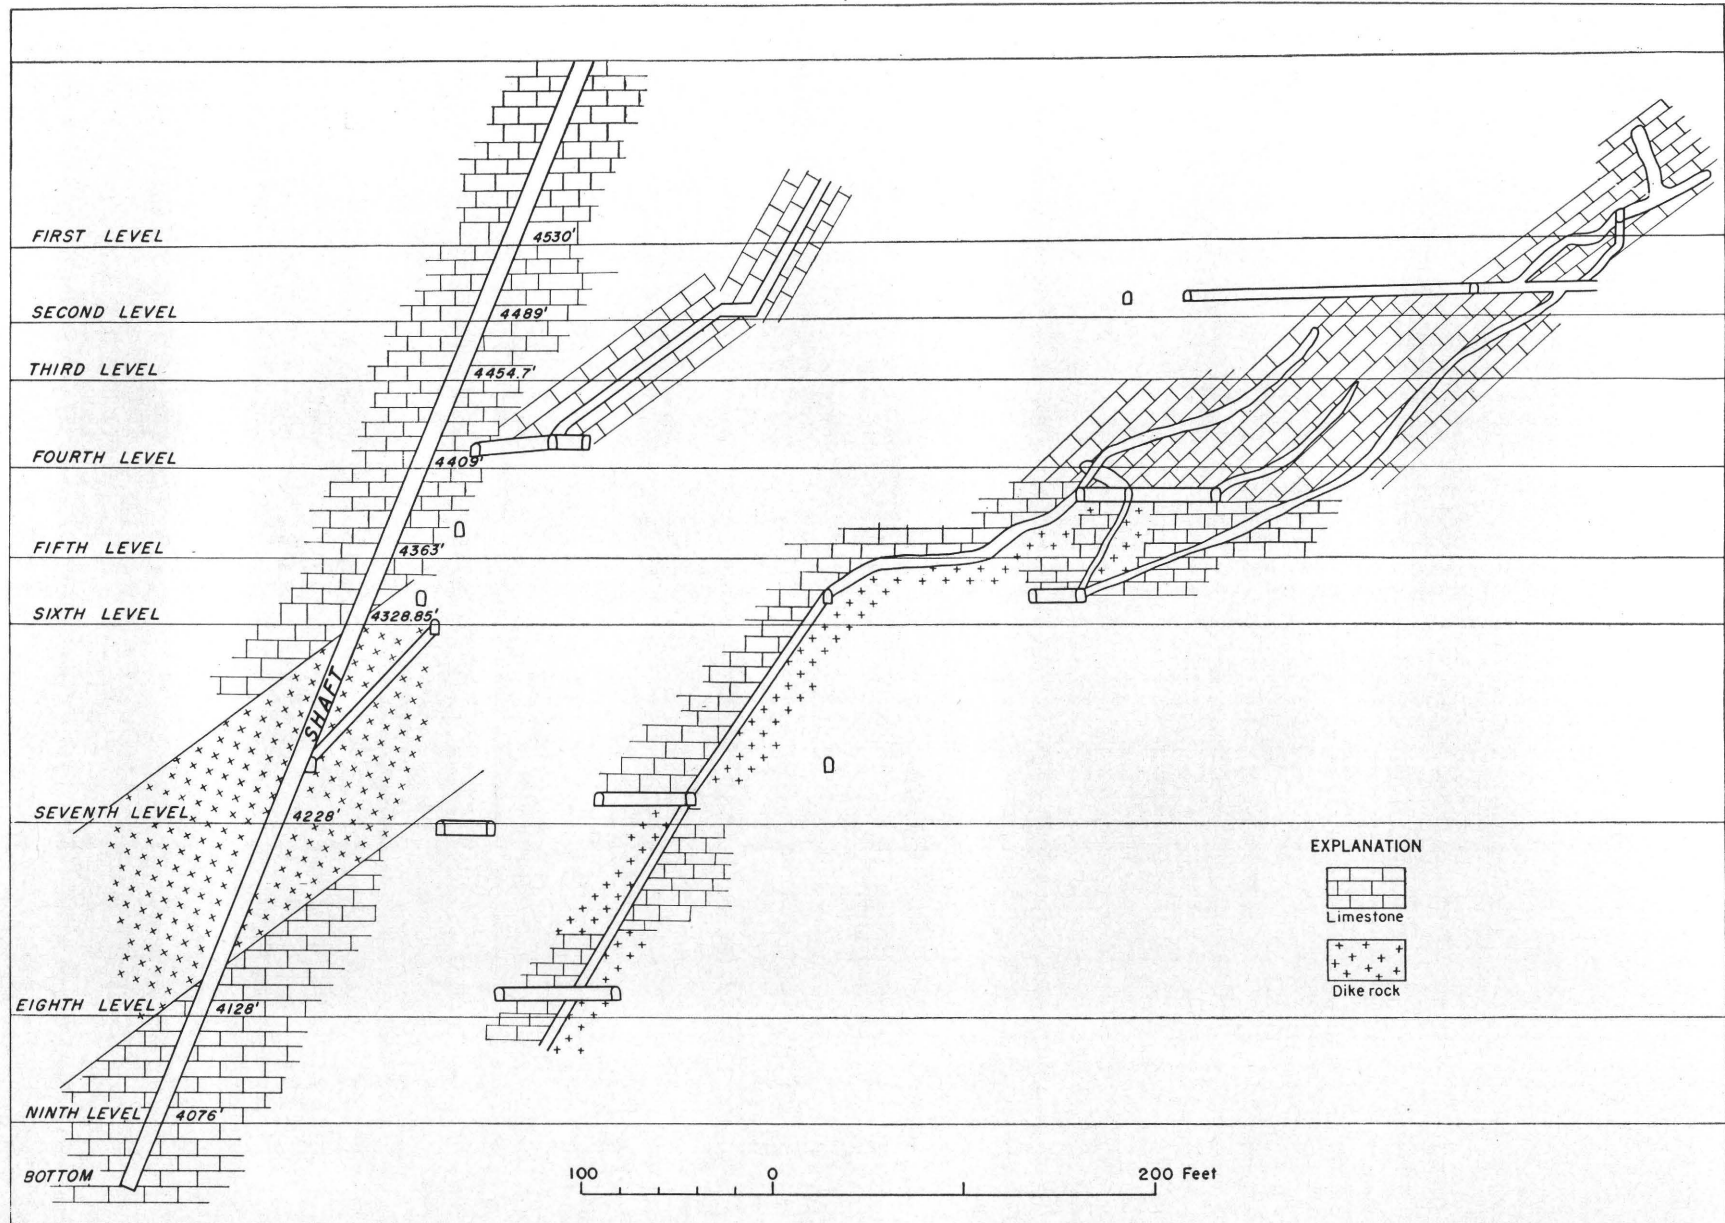 FIRST LEVEL
4530'
SECOND LEVEL
4489'
THIRD LEVEL
4454.7'
FOURTH LEVEL
4409'
FIFTH LEVEL
4363'
SIXTH LEVEL
4328.85'
SHAFT
SEVENTH LEVEL
4228'
EXPLANATION
Limestone
Dike rock
EIGHTH LEVEL
4128'
NINTH LEVEL
4076'
BOTTOM
100 0 200 Feet